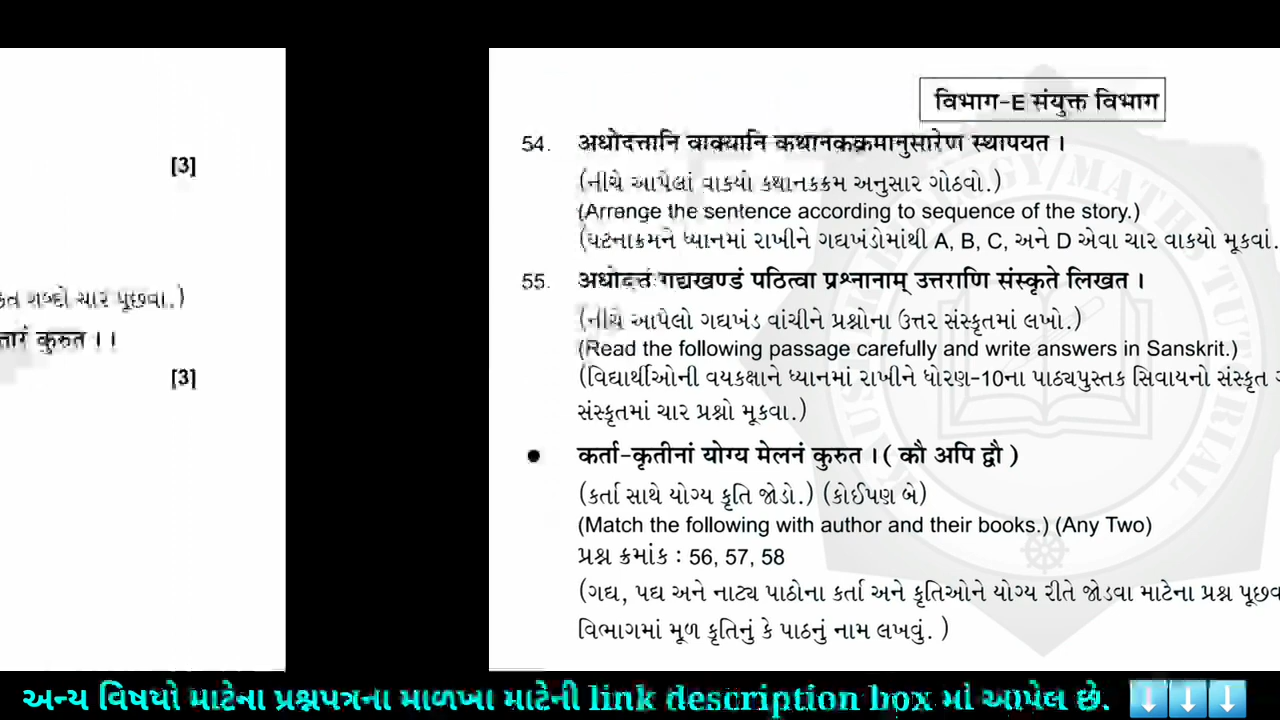 [3]
શબ્દો ચાર પૂછવા.)
कुरुत ।।
[3]
विभाग-E संयुक्त विभाग
54. अधोदत्तानि वाक्यानि कथानकक्रमानुसारेण स्थापयत ।
(નીચે આપેલાં વાક્યો કથાનકક્રમ અનુસાર ગોઠવો.)
(Arrange the sentence according to sequence of the story.)
(ઘટનાક્રમને ધ્યાનમાં રાખીને ગદ્યખંડોમાંથી A, B, C, અને D એવા ચાર વાક્યો મૂકવાં.
55. अधोदत्तं गद्यखण्डं पठित्वा प्रश्नानाम् उत्तराणि संस्कृते लिखत ।
(નીચે આપેલો ગદ્યખંડ વાંચીને પ્રશ્નોના ઉત્તર સંસ્કૃતમાં લખો.)
(Read the following passage carefully and write answers in Sanskrit.)
(વિદ્યાર્થીઓની વયકક્ષાને ધ્યાનમાં રાખીને ધોરણ-10ના પાઠ્યપુસ્તક સિવાયનો સંસ્કૃત
સંસ્કૃતમાં ચાર પ્રશ્નો મૂકવા.)
● कर्ता-कृतीनां योग्य मेलनं कुरुत । ( कौ अपि द्वौ )
(કર્તા સાથે યોગ્ય કૃતિ જોડો.) (કોઈપણ બે)
(Match the following with author and their books.) (Any Two)
પ્રશ્ન ક્રમાંક : 56, 57, 58
(ગદ્ય, પદ્ય અને નાટ્ય પાઠોના કર્તા અને કૃતિઓને યોગ્ય રીતે જોડવા માટેના પ્રશ્ન
વિભાગમાં મૂળ કૃતિનું કે પાઠનું નામ લખવું. )
અન્ય વિષયો માટેના પ્રશ્નપત્રના માળખા માટેની link description box માં આપેલ છે. ⬇️⬇️⬇️